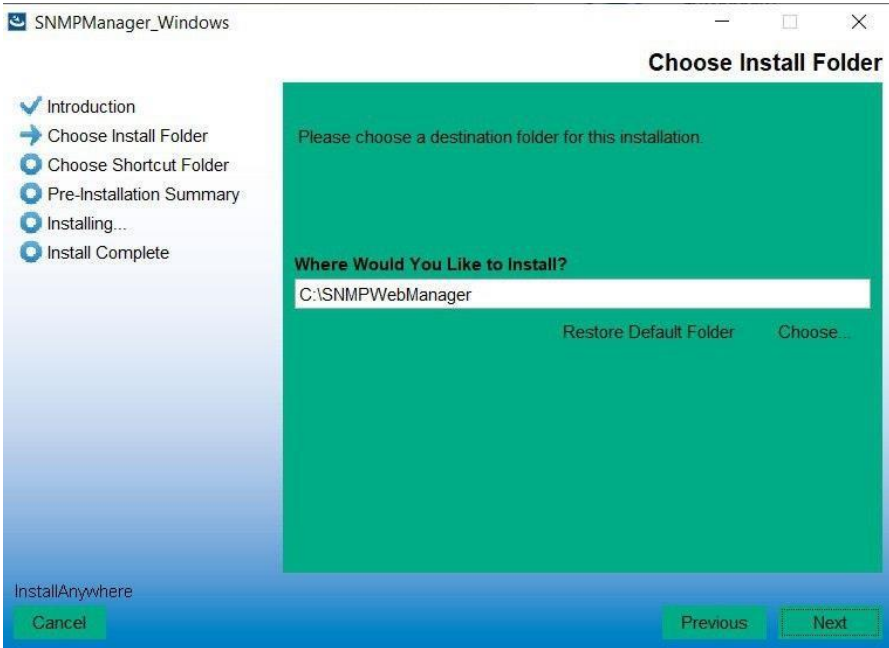 SNMPManager_Windows
Choose Install Folder
Introduction
Choose Install Folder
Choose Shortcut Folder
Pre-Installation Summary
Installing...
Install Complete
Please choose a destination folder for this installation.
Where Would You Like to Install?
C:\SNMPWebManager
Restore Default Folder Choose...
InstallAnywhere
Cancel Previous Next